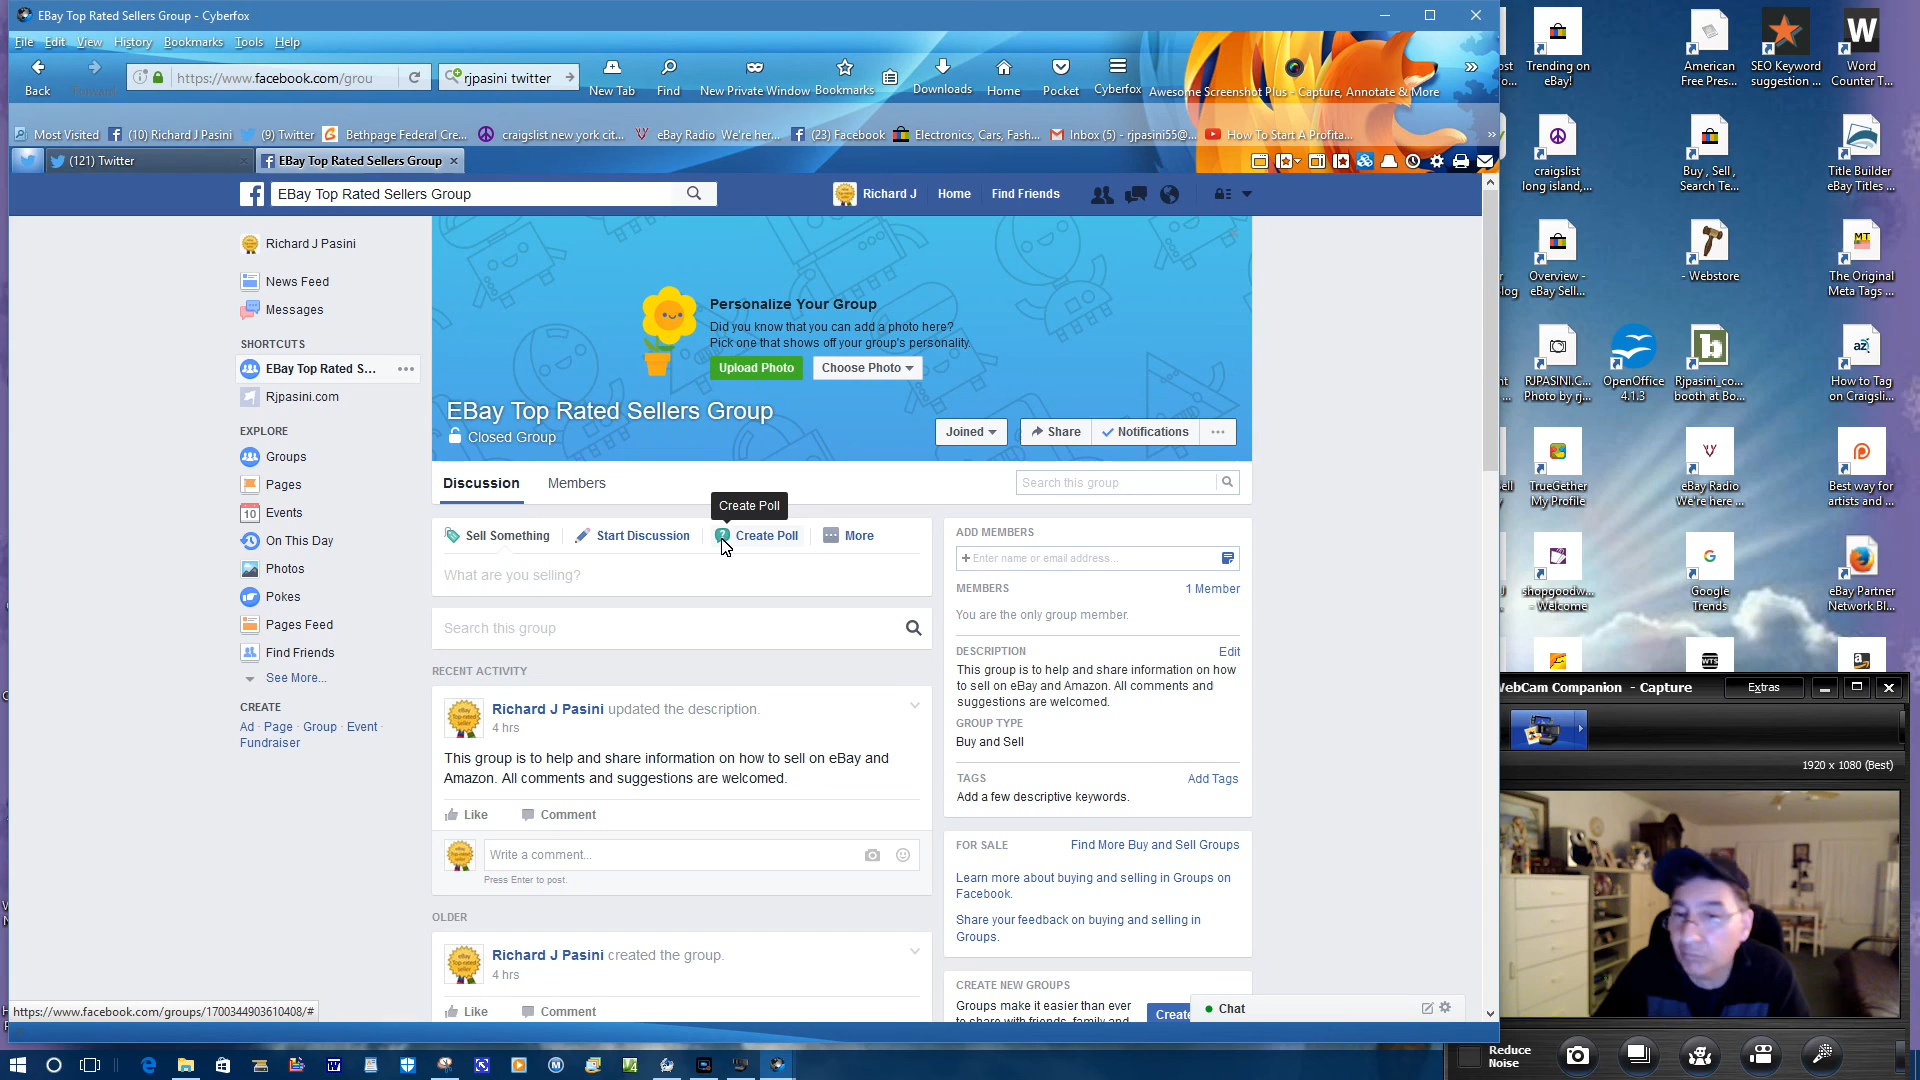 EBay Top Rated Sellers Group - Cyberfox
File Edit View History Bookmarks Tools Help
Back Forward
https://www.facebook.com/grou
rjpasini twitter
New Tab Find New Private Window Bookmarks Downloads Home Pocket Cyberfox Awesome Screenshot Plus - Capture, Annotate & More
Most Visited (10) Richard J Pasini (9) Twitter Bethpage Federal Cre... craigslist new york cit... eBay Radio We're her... (23) Facebook Electronics, Cars, Fash... Inbox (5) - rjpasini55@... How To Start A Profita...
(121) Twitter EBay Top Rated Sellers Group
EBay Top Rated Sellers Group
Richard J Home Find Friends
Richard J Pasini
News Feed
Messages
SHORTCUTS
EBay Top Rated S...
Rjpasini.com
EXPLORE
Groups
Pages
Events
On This Day
Photos
Pokes
Pages Feed
Find Friends
See More...
CREATE
Ad · Page · Group · Event ·
Fundraiser
Personalize Your Group
Did you know that you can add a photo here?
Pick one that shows off your group's personality.
Upload Photo Choose Photo
EBay Top Rated Sellers Group
Closed Group
Joined Share Notifications
Discussion Members
Search this group
Create Poll
Sell Something Start Discussion Create Poll More
What are you selling?
Search this group
RECENT ACTIVITY
Richard J Pasini updated the description.
4 hrs
This group is to help and share information on how to sell on eBay and
Amazon. All comments and suggestions are welcomed.
Like Comment
Write a comment...
Press Enter to post.
OLDER
Richard J Pasini created the group.
4 hrs
Like Comment
ADD MEMBERS
Enter name or email address...
MEMBERS 1 Member
You are the only group member.
DESCRIPTION Edit
This group is to help and share information on how
to sell on eBay and Amazon. All comments and
suggestions are welcomed.
GROUP TYPE
Buy and Sell
TAGS Add Tags
Add a few descriptive keywords.
FOR SALE Find More Buy and Sell Groups
Learn more about buying and selling in Groups on
Facebook.
Share your feedback on buying and selling in
Groups.
CREATE NEW GROUPS
Groups make it easier than ever
to share with friends, family and
Chat
https://www.facebook.com/groups/1700344903610408/#
Trending on
eBay!
American
Free Pres...
SEO Keyword
suggestion ...
Word
Counter T...
craigslist
long island,...
Buy , Sell ,
Search Te...
Title Builder
eBay Titles ...
Overview -
eBay Sell...
- Webstore
The Original
Meta Tags ...
RJPASINI.C...
Photo by rj...
OpenOffice
4.1.3
Rjpasini_co...
booth at Bo...
How to Tag
on Craigsli...
TrueGether
My Profile
eBay Radio
We're here ...
Best way for
artists and ...
shopgoodw...
- Welcome
Google
Trends
eBay Partner
Network Bl...
WebCam Companion - Capture Extras
1920 x 1080 (Best)
Reduce
Noise